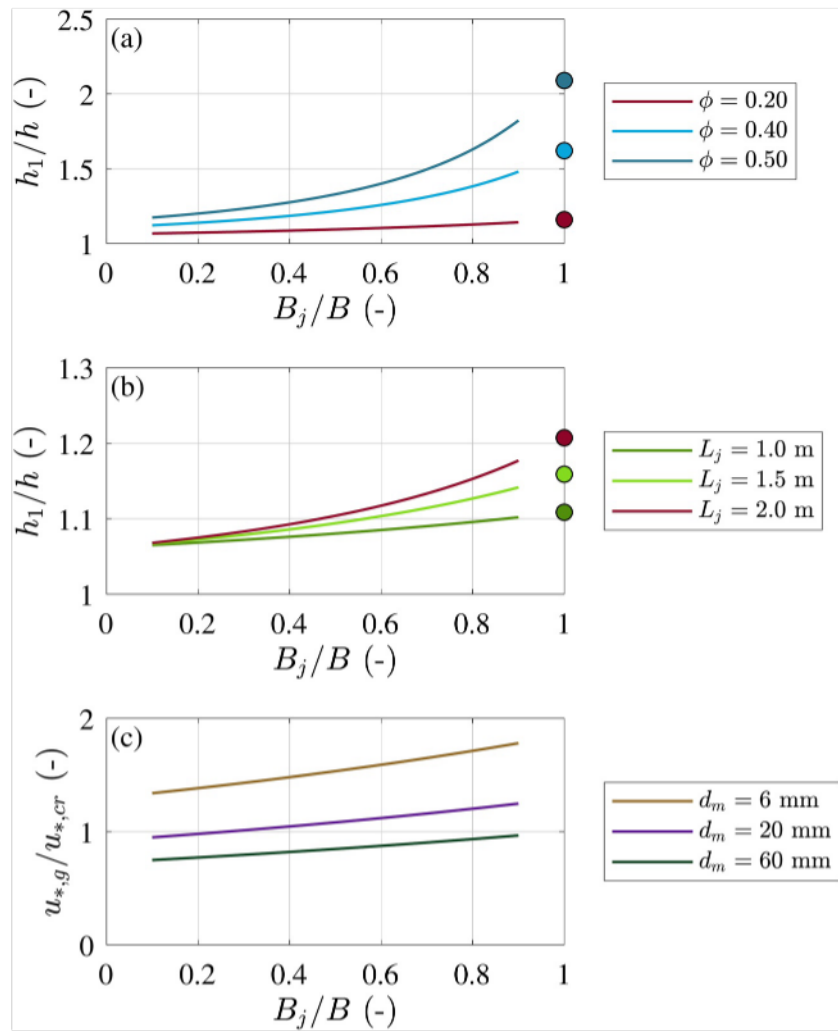 (a)
2.5
2
1.5
1
h₁/h (-)
0 0.2 0.4 0.6 0.8 1
B_j/B (-)
ϕ = 0.20
ϕ = 0.40
ϕ = 0.50
(b)
1.3
1.2
1.1
1
h₁/h (-)
0 0.2 0.4 0.6 0.8 1
B_j/B (-)
L_j = 1.0 m
L_j = 1.5 m
L_j = 2.0 m
(c)
2
1
0
u_{*,g}/u_{*,cr} (-)
0 0.2 0.4 0.6 0.8 1
B_j/B (-)
d_m = 6 mm
d_m = 20 mm
d_m = 60 mm